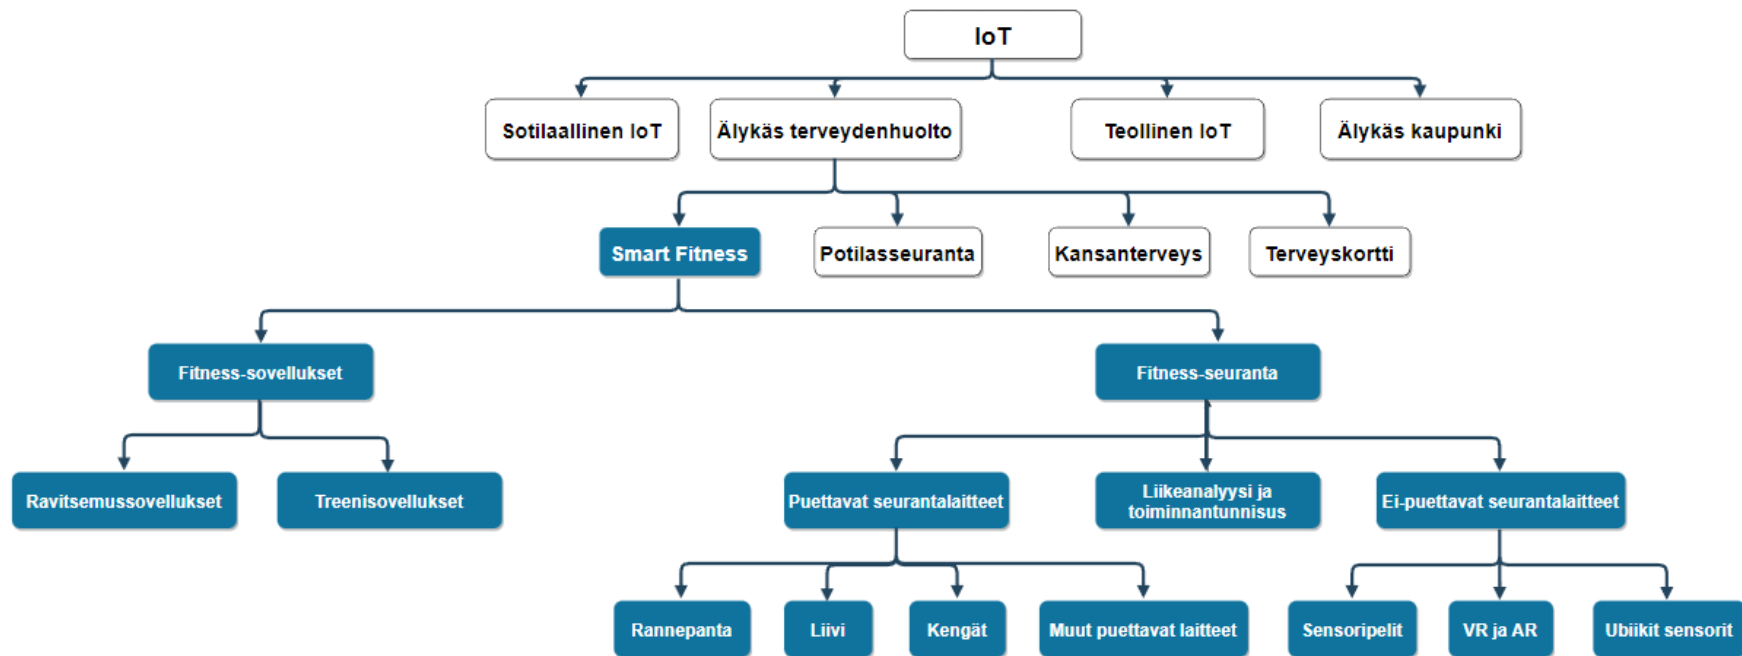 IoT
Sotilaallinen IoT
Älykäs terveydenhuolto
Teollinen IoT
Älykäs kaupunki
Smart Fitness
Potilasseuranta
Kansanterveys
Terveyskortti
Fitness-sovellukset
Fitness-seuranta
Ravitsemussovellukset
Treenisovellukset
Puettavat seurantalaitteet
Liikeanalyysi ja
toiminnantunnisus
Ei-puettavat seurantalaitteet
Rannepanta
Liivi
Kengät
Muut puettavat laitteet
Sensoripelit
VR ja AR
Ubiikit sensorit